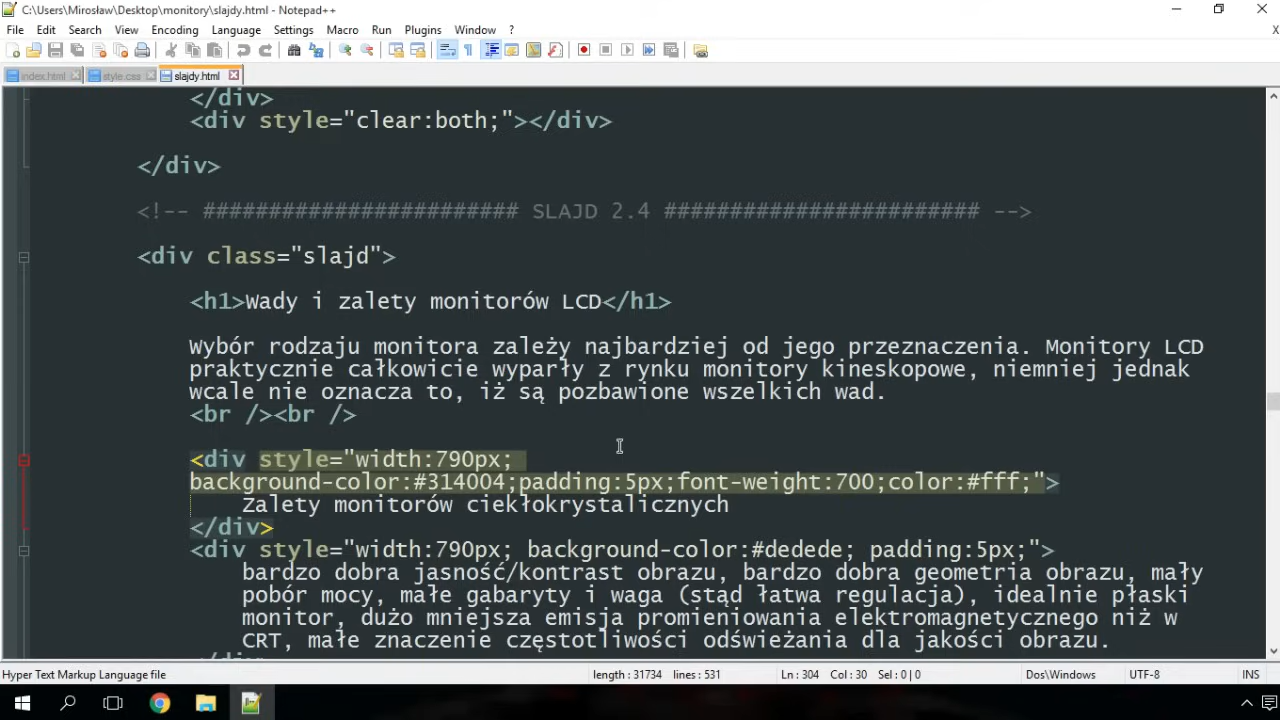 C:\Users\Mirosław\Desktop\monitory\slajdy.html - Notepad++
File Edit Search View Encoding Language Settings Macro Run Plugins Window ? X
index.html style.css slajdy.html
</div>
<div style="clear:both;"></div>
</div>
<!-- ######################## SLAJD 2.4 ######################## -->
<div class="slajd">
<h1>Wady i zalety monitorów LCD</h1>
Wybór rodzaju monitora zależy najbardziej od jego przeznaczenia. Monitory LCD
praktycznie całkowicie wyparły z rynku monitory kineskopowe, niemniej jednak
wcale nie oznacza to, iż są pozbawione wszelkich wad.
<br /><br />
<div style="width:790px;
background-color:#314004;padding:5px;font-weight:700;color:#fff;">
Zalety monitorów ciekłokrystalicznych
</div>
<div style="width:790px; background-color:#dedede; padding:5px;">
bardzo dobra jasność/kontrast obrazu, bardzo dobra geometria obrazu, mały
pobór mocy, małe gabaryty i waga (stąd łatwa regulacja), idealnie płaski
monitor, dużo mniejsza emisja promieniowania elektromagnetycznego niż w
CRT, małe znaczenie częstotliwości odświeżania dla jakości obrazu.
</div>
Hyper Text Markup Language file length : 31734 lines : 531 Ln : 304 Col : 30 Sel : 0 | 0 Dos\Windows UTF-8 INS